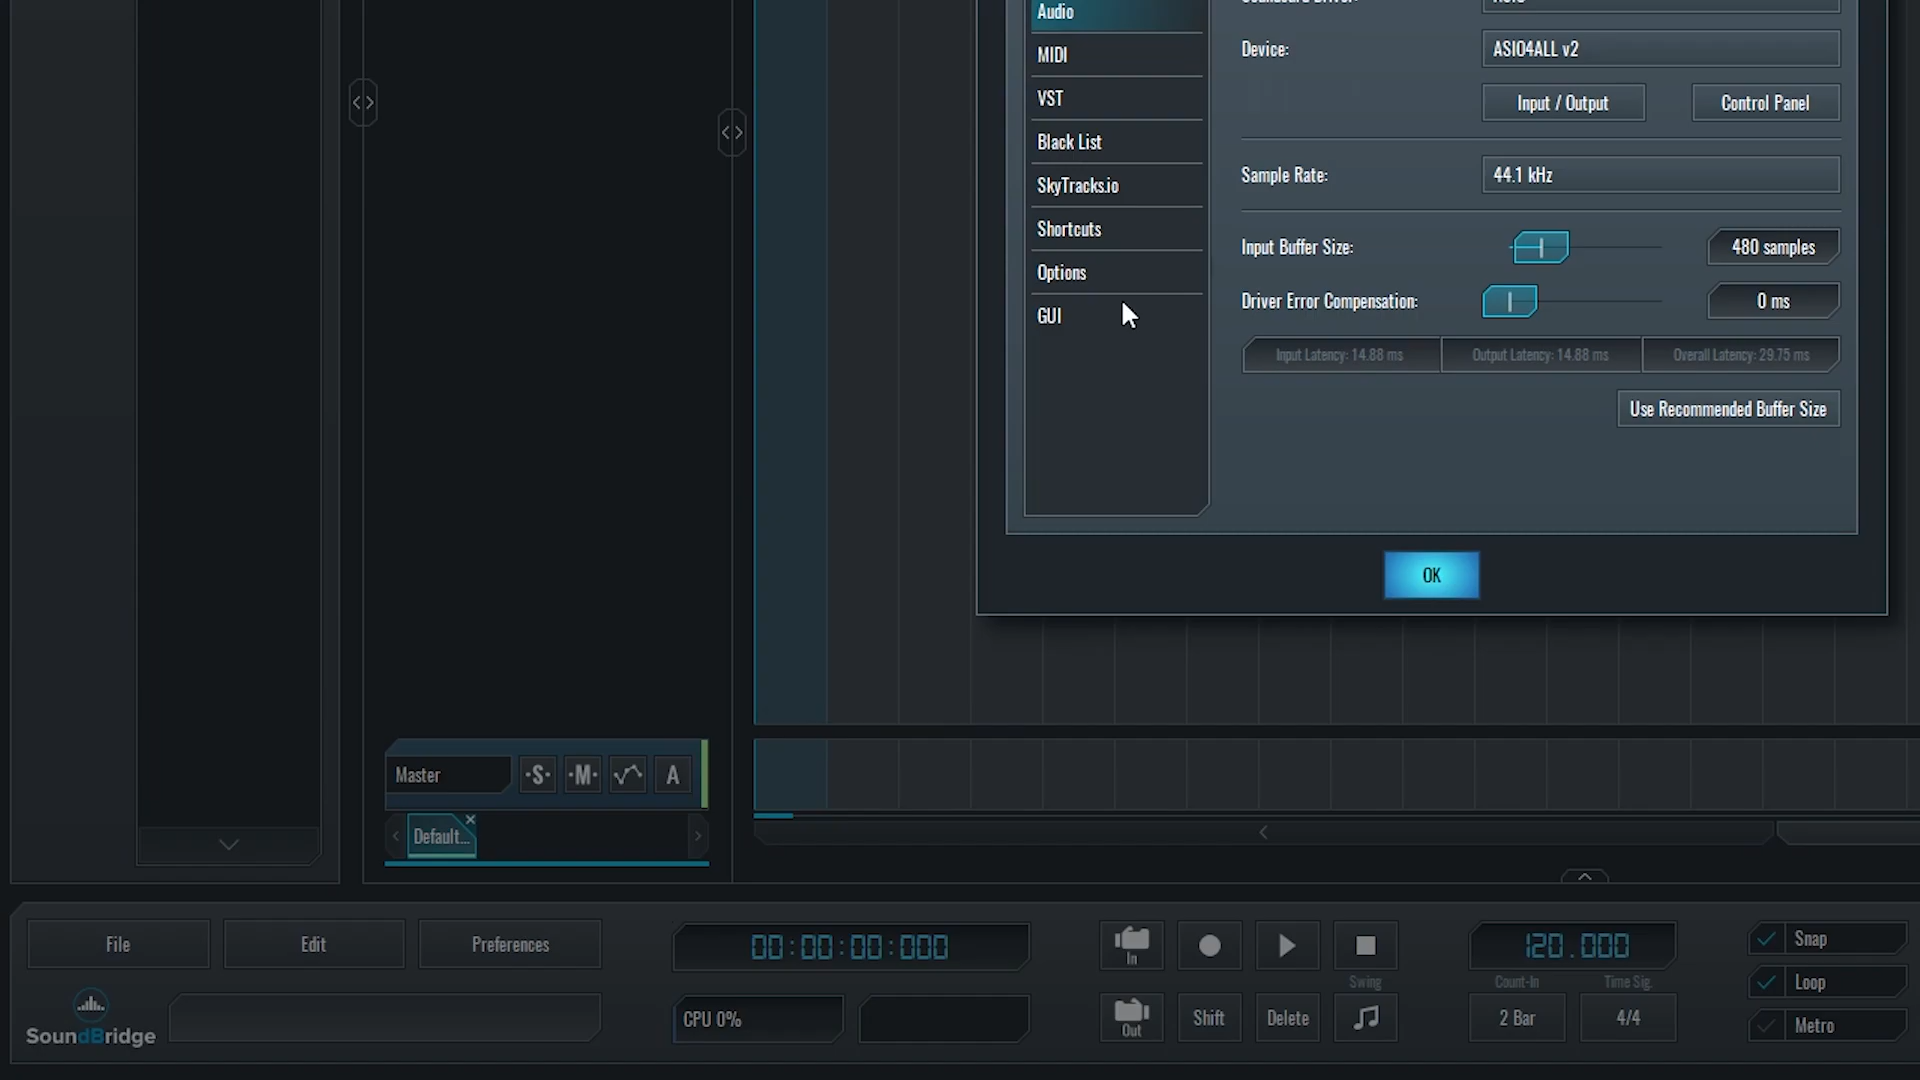 Audio
MIDI
VST
Black List
SkyTracks.io
Shortcuts
Options
GUI
Device:
ASIO4ALL v2
Input / Output
Control Panel
Sample Rate:
44.1 kHz
Input Buffer Size:
480 samples
Driver Error Compensation:
0 ms
Input Latency: 14.88 ms
Output Latency: 14.88 ms
Overall Latency: 29.75 ms
Use Recommended Buffer Size
OK
Master
·S·
·M·
A
Default...
File
Edit
Preferences
00:00:00:000
In
120.000
Snap
Swing
Count-In
Time Sig.
Loop
SoundBridge
CPU 0%
Out
Shift
Delete
2 Bar
4/4
Metro